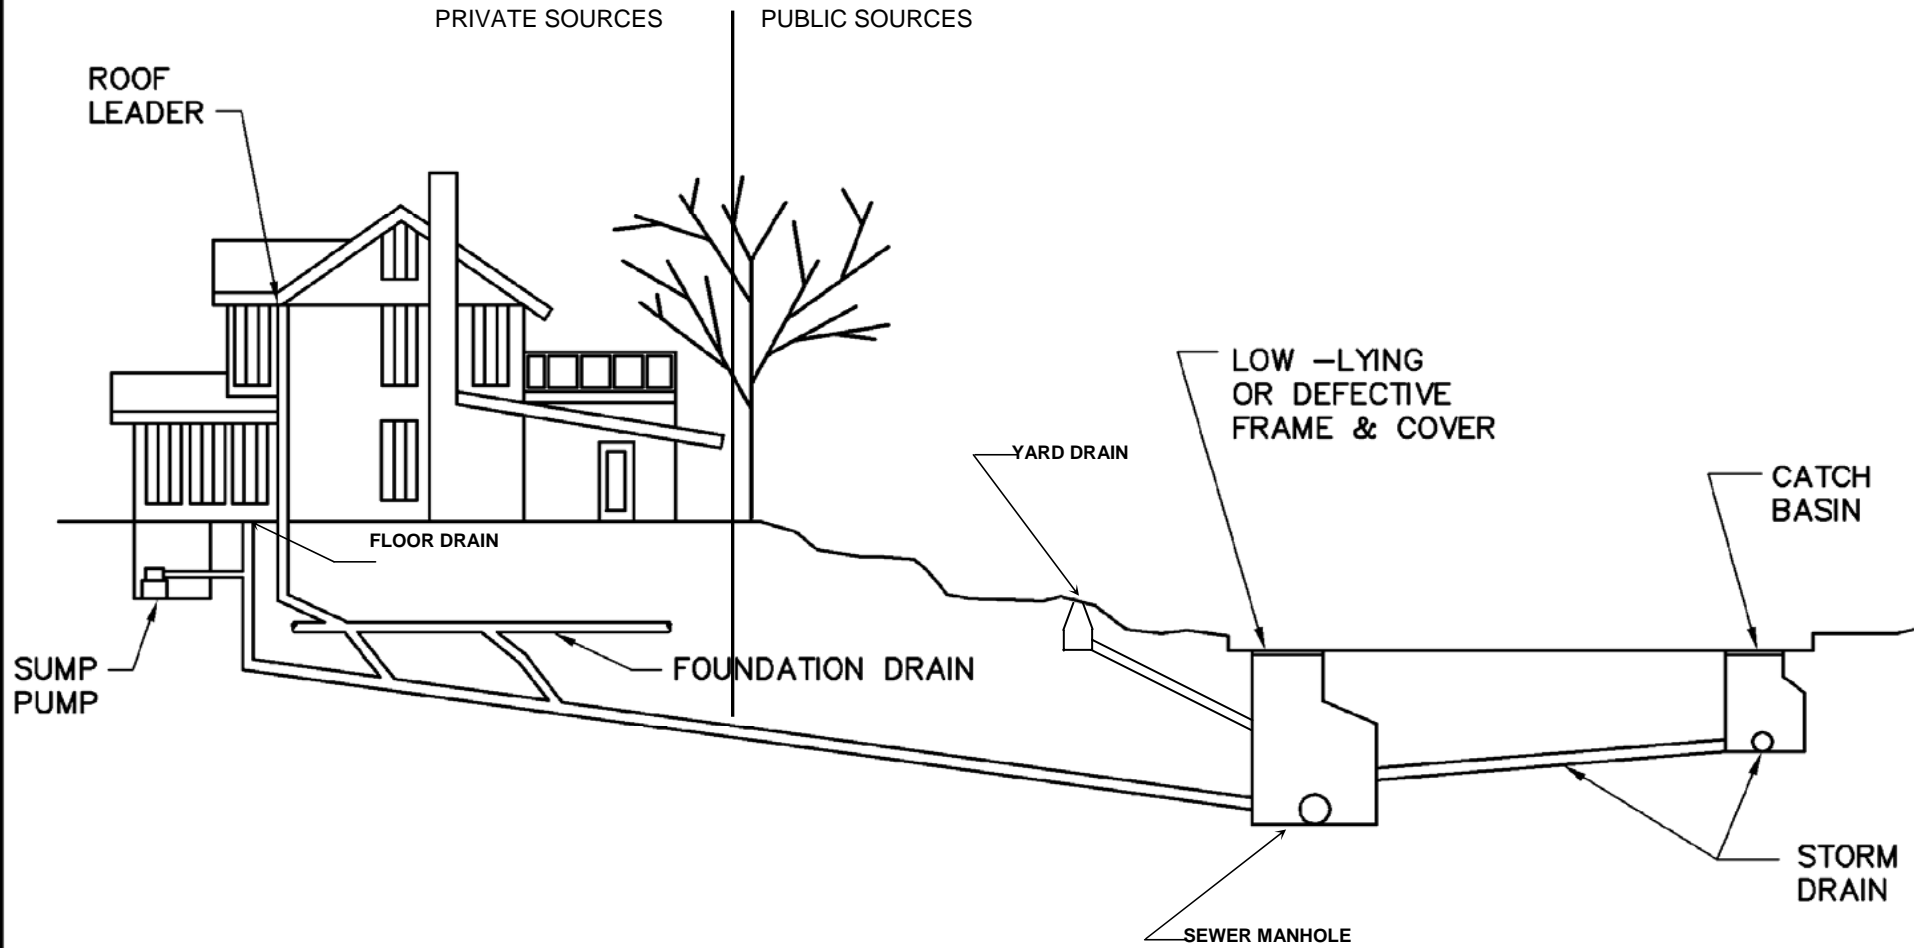 PRIVATE SOURCES
PUBLIC SOURCES
ROOF
LEADER
LOW –LYING
OR DEFECTIVE
FRAME & COVER
YARD DRAIN
CATCH
BASIN
FLOOR DRAIN
SUMP
PUMP
FOUNDATION DRAIN
STORM
DRAIN
SEWER MANHOLE